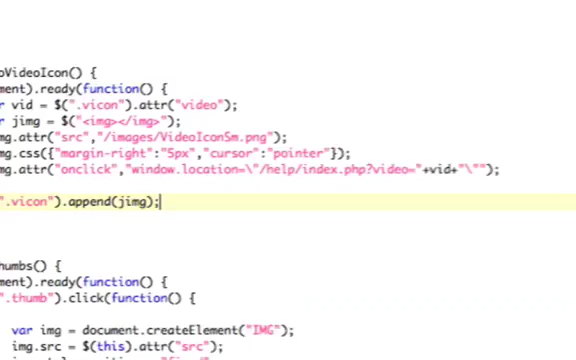 oVideoIcon() {
ment).ready(function() {
r vid = $(".vicon").attr("video");
r jimg = $("<img></img>");
mg.attr("src","/images/VideoIconSm.png");
mg.css({"margin-right":"5px","cursor":"pointer"});
mg.attr("onclick","window.location=\"/help/index.php?video="+vid+"\"");
".vicon").append(jimg);
humbs() {
ment).ready(function() {
".thumb").click(function() {
var img = document.createElement("IMG");
img.src = $(this).attr("src");